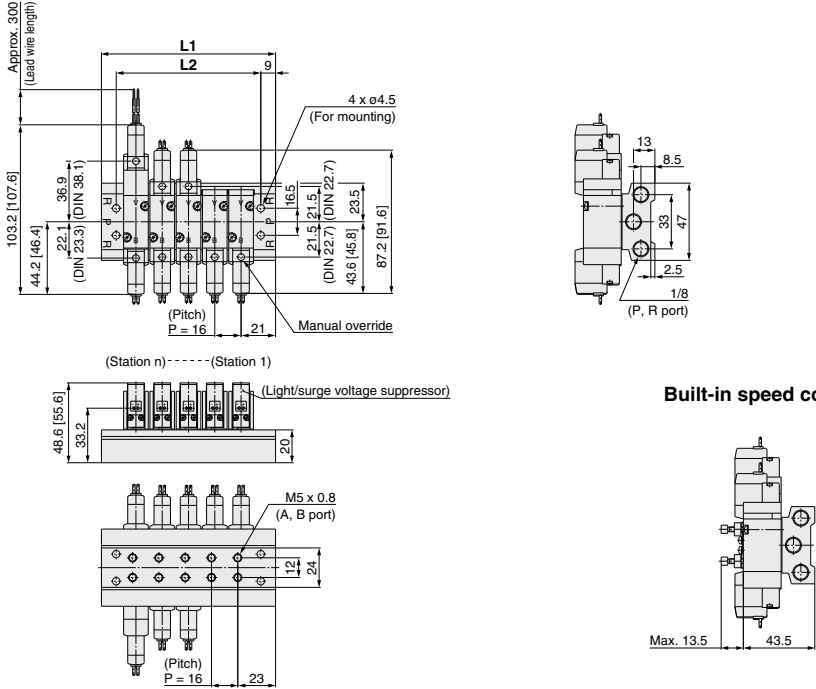 Approx. 300
(Lead wire length)
L1
L2
9
4 x ø4.5
(For mounting)
103.2 [107.6]
44.2 [46.4]
36.9
(DIN 38.1)
22.1
(DIN 23.3)
R
P
R
V
V
V
V
V
B
B
B
B
B
R
P
R
16.5
21.5
(DIN 22.7)
21.5
(DIN 22.7)
23.5
43.6 [45.8]
87.2 [91.6]
(Pitch)
P = 16
21
Manual override
13
8.5
33
47
2.5
1/8
(P, R port)
(Station n)------(Station 1)
(Light/surge voltage suppressor)
48.6 [55.6]
33.2
20
Built-in speed co
M5 x 0.8
(A, B port)
12
24
(Pitch)
P = 16
23
Max. 13.5
43.5